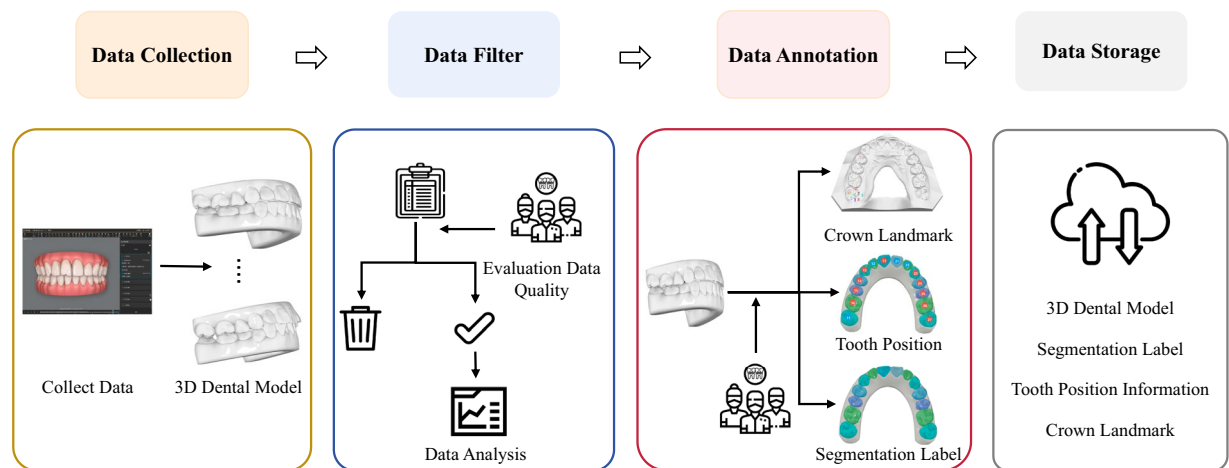 Data Collection
Data Filter
Data Annotation
Data Storage
Collect Data
3D Dental Model
Evaluation Data
Quality
Data Analysis
Crown Landmark
Tooth Position
Segmentation Label
3D Dental Model
Segmentation Label
Tooth Position Information
Crown Landmark